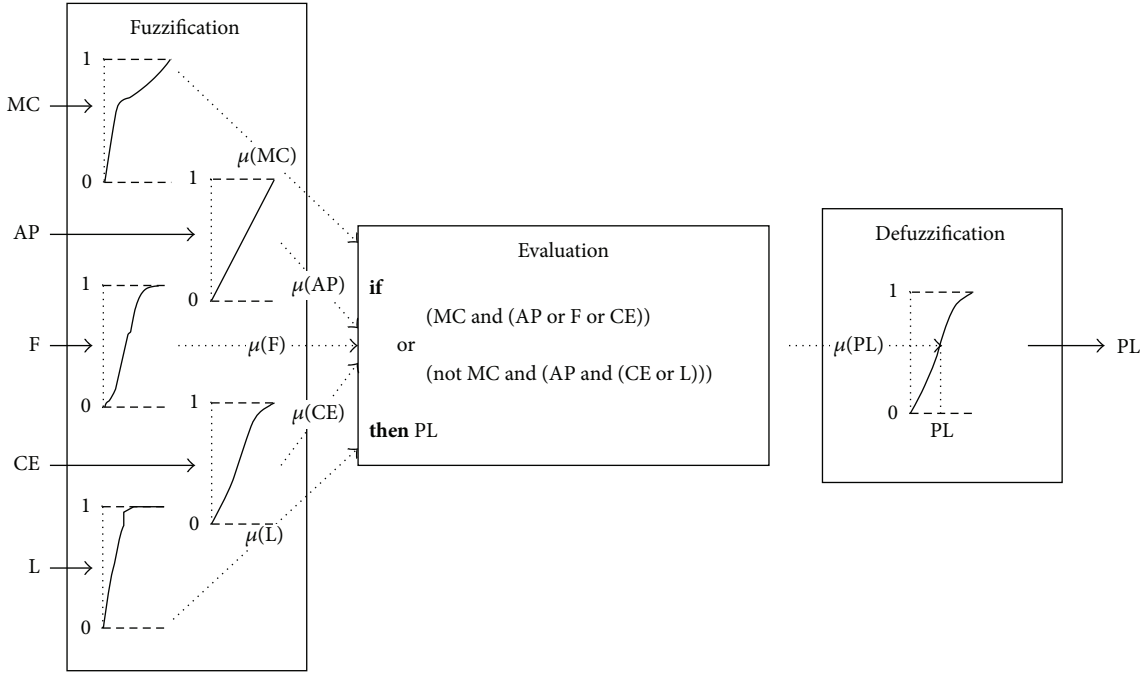 Fuzzification
1
MC
0
μ(MC)
1
AP
0
μ(AP)
1
F
μ(F)
0
1
CE
μ(CE)
0
1
μ(L)
L
0
Evaluation
if
(MC and (AP or F or CE))
or
(not MC and (AP and (CE or L)))
then PL
μ(PL)
Defuzzification
1
0
PL
PL